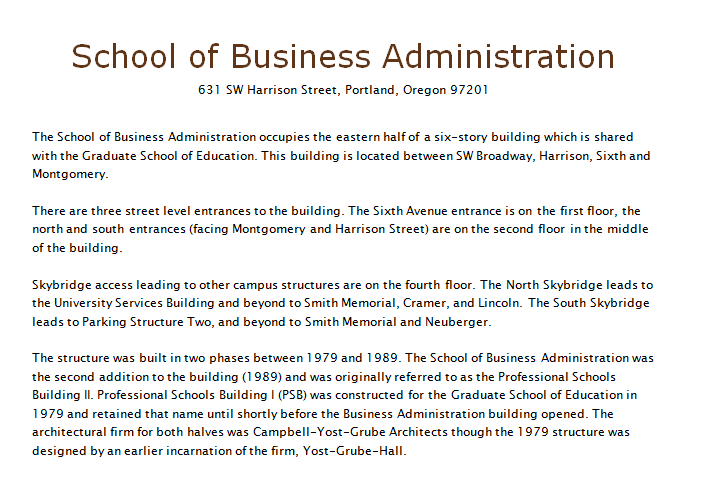 School of Business Administration
631 SW Harrison Street, Portland, Oregon 97201
The School of Business Administration occupies the eastern half of a six-story building which is shared
with the Graduate School of Education. This building is located between SW Broadway, Harrison, Sixth and
Montgomery.
There are three street level entrances to the building. The Sixth Avenue entrance is on the first floor, the
north and south entrances (facing Montgomery and Harrison Street) are on the second floor in the middle
of the building.
Skybridge access leading to other campus structures are on the fourth floor. The North Skybridge leads to
the University Services Building and beyond to Smith Memorial, Cramer, and Lincoln. The South Skybridge
leads to Parking Structure Two, and beyond to Smith Memorial and Neuberger.
The structure was built in two phases between 1979 and 1989. The School of Business Administration was
the second addition to the building (1989) and was originally referred to as the Professional Schools
Building II. Professional Schools Building I (PSB) was constructed for the Graduate School of Education in
1979 and retained that name until shortly before the Business Administration building opened. The
architectural firm for both halves was Campbell-Yost-Grube Architects though the 1979 structure was
designed by an earlier incarnation of the firm, Yost-Grube-Hall.